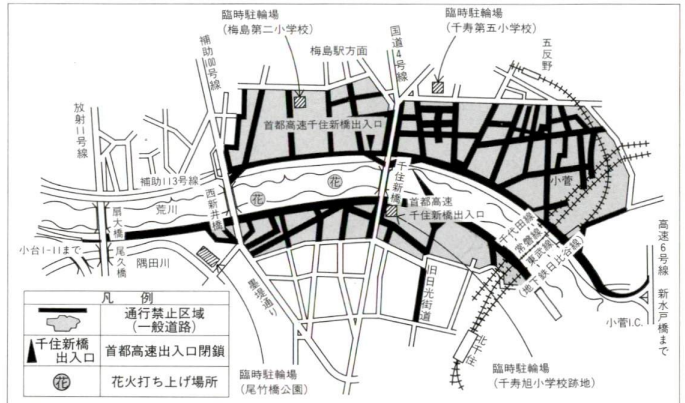 臨時駐輪場
(梅島第二小学校)
国道4号線
臨時駐輪場
(千寿第五小学校)
五反野
補助100号線
梅島駅方面
放射11号線
首都高速千住新橋出入口
補助113号線
西新井橋
花
花
千住新橋
首都高速
千住新橋出入口
小菅
扇大橋
荒川
小台1-11まで
尾久橋
隅田川
千代田線
常磐線
東武線
(地下鉄日比谷線)
高速6号線 新水戸橋まで
墨堤通り
旧日光街道
北千住
小菅I.C.
凡例
通行禁止区域
(一般道路)
千住新橋
出入口
首都高速出入口閉鎖
花
花火打ち上げ場所
臨時駐輪場
(尾竹橋公園)
臨時駐輪場
(千寿旭小学校跡地)